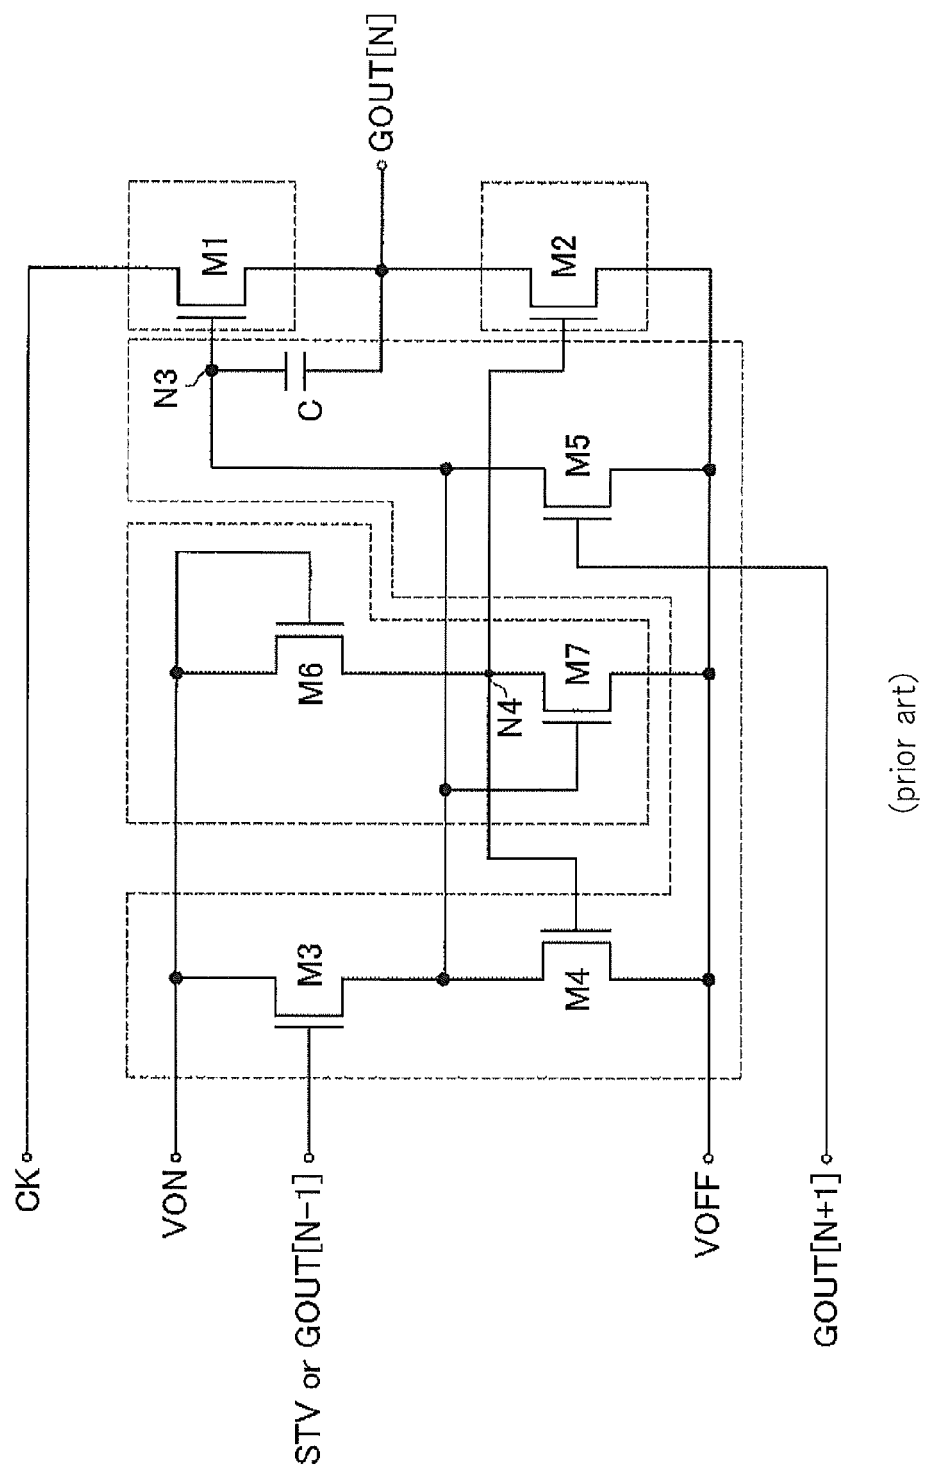 CK
VON
STV or GOUT[N-1]
VOFF
GOUT[N+1]
M3
M4
M6
N4
M7
M5
N3
C
M1
M2
GOUT[N]
(prior art)